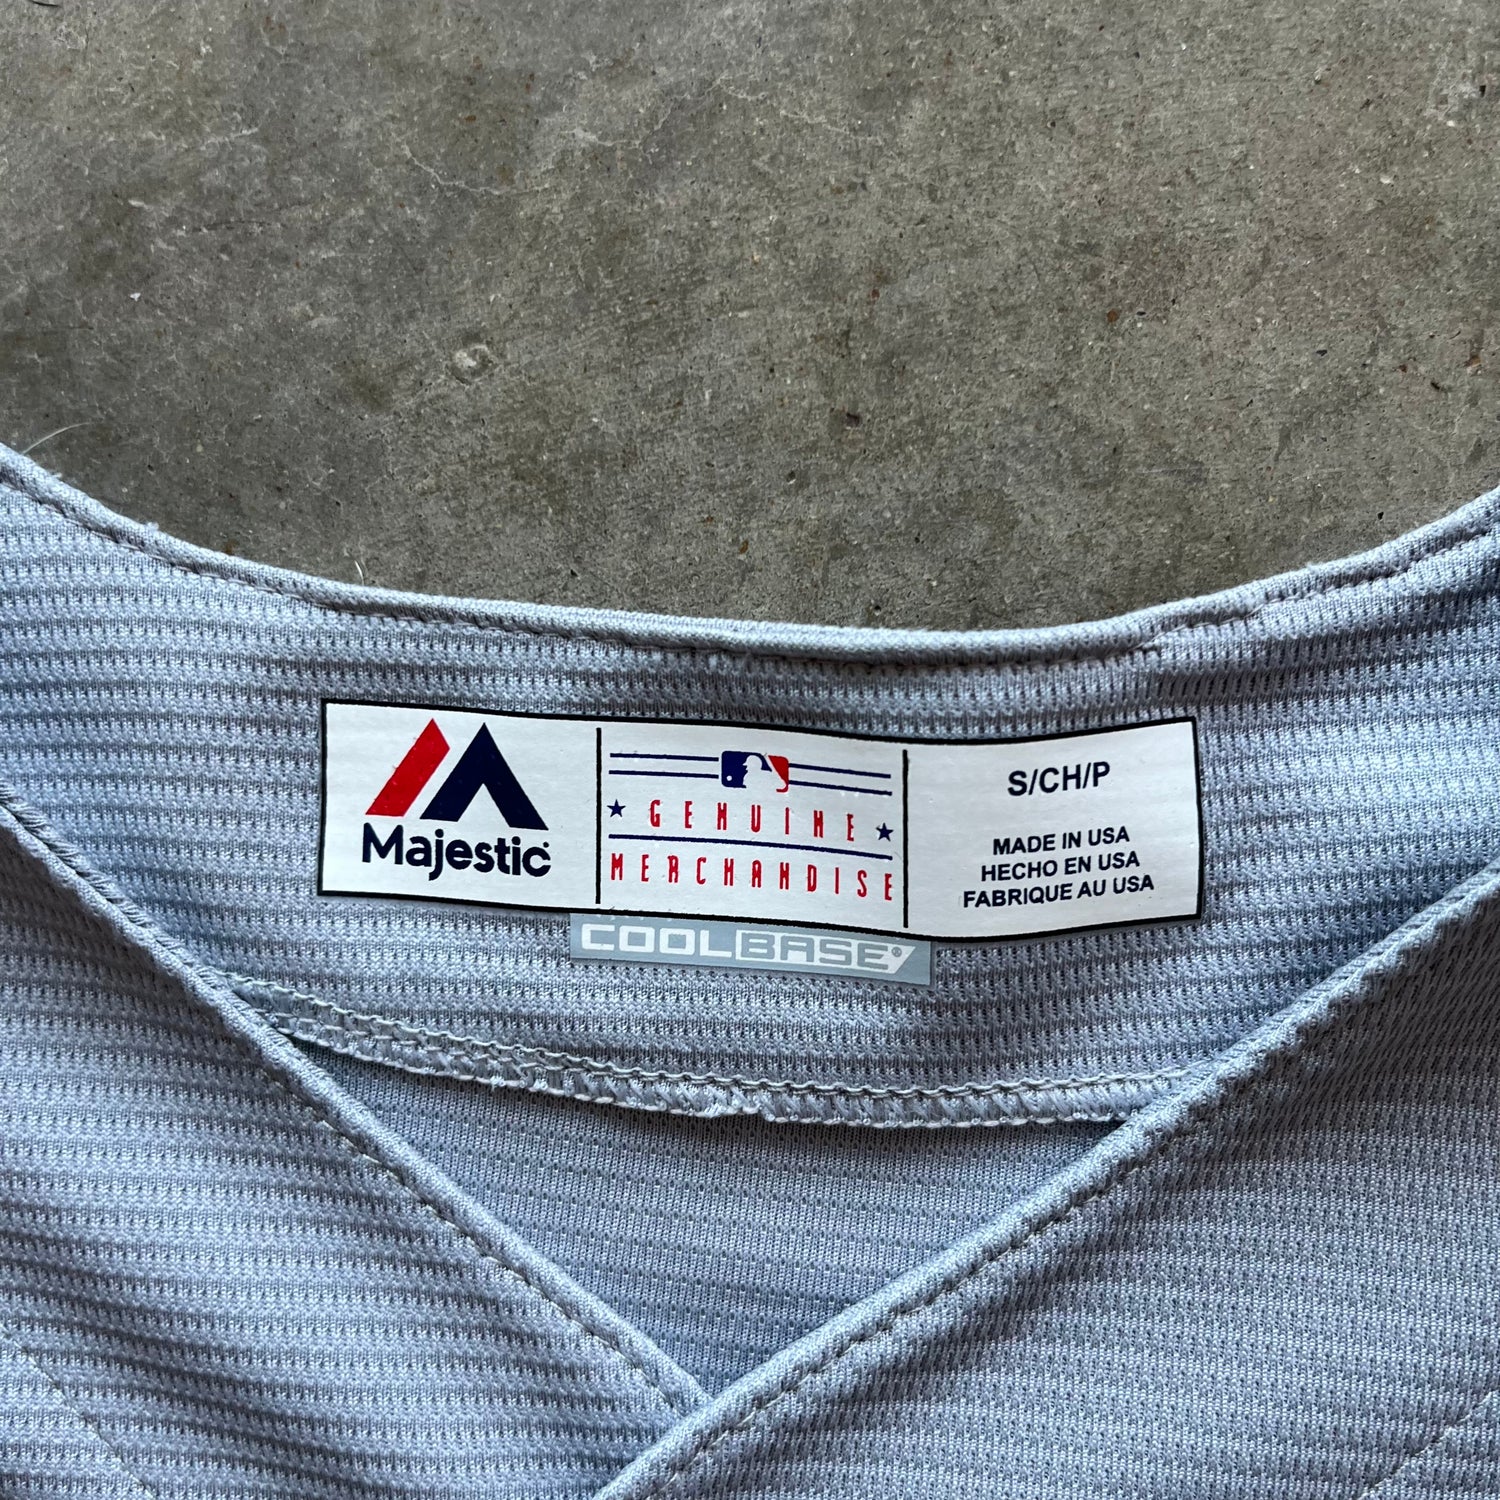 Majestic
GENUINE
MERCHANDISE
S/CH/P
MADE IN USA
HECHO EN USA
FABRIQUE AU USA
COOLBASE®